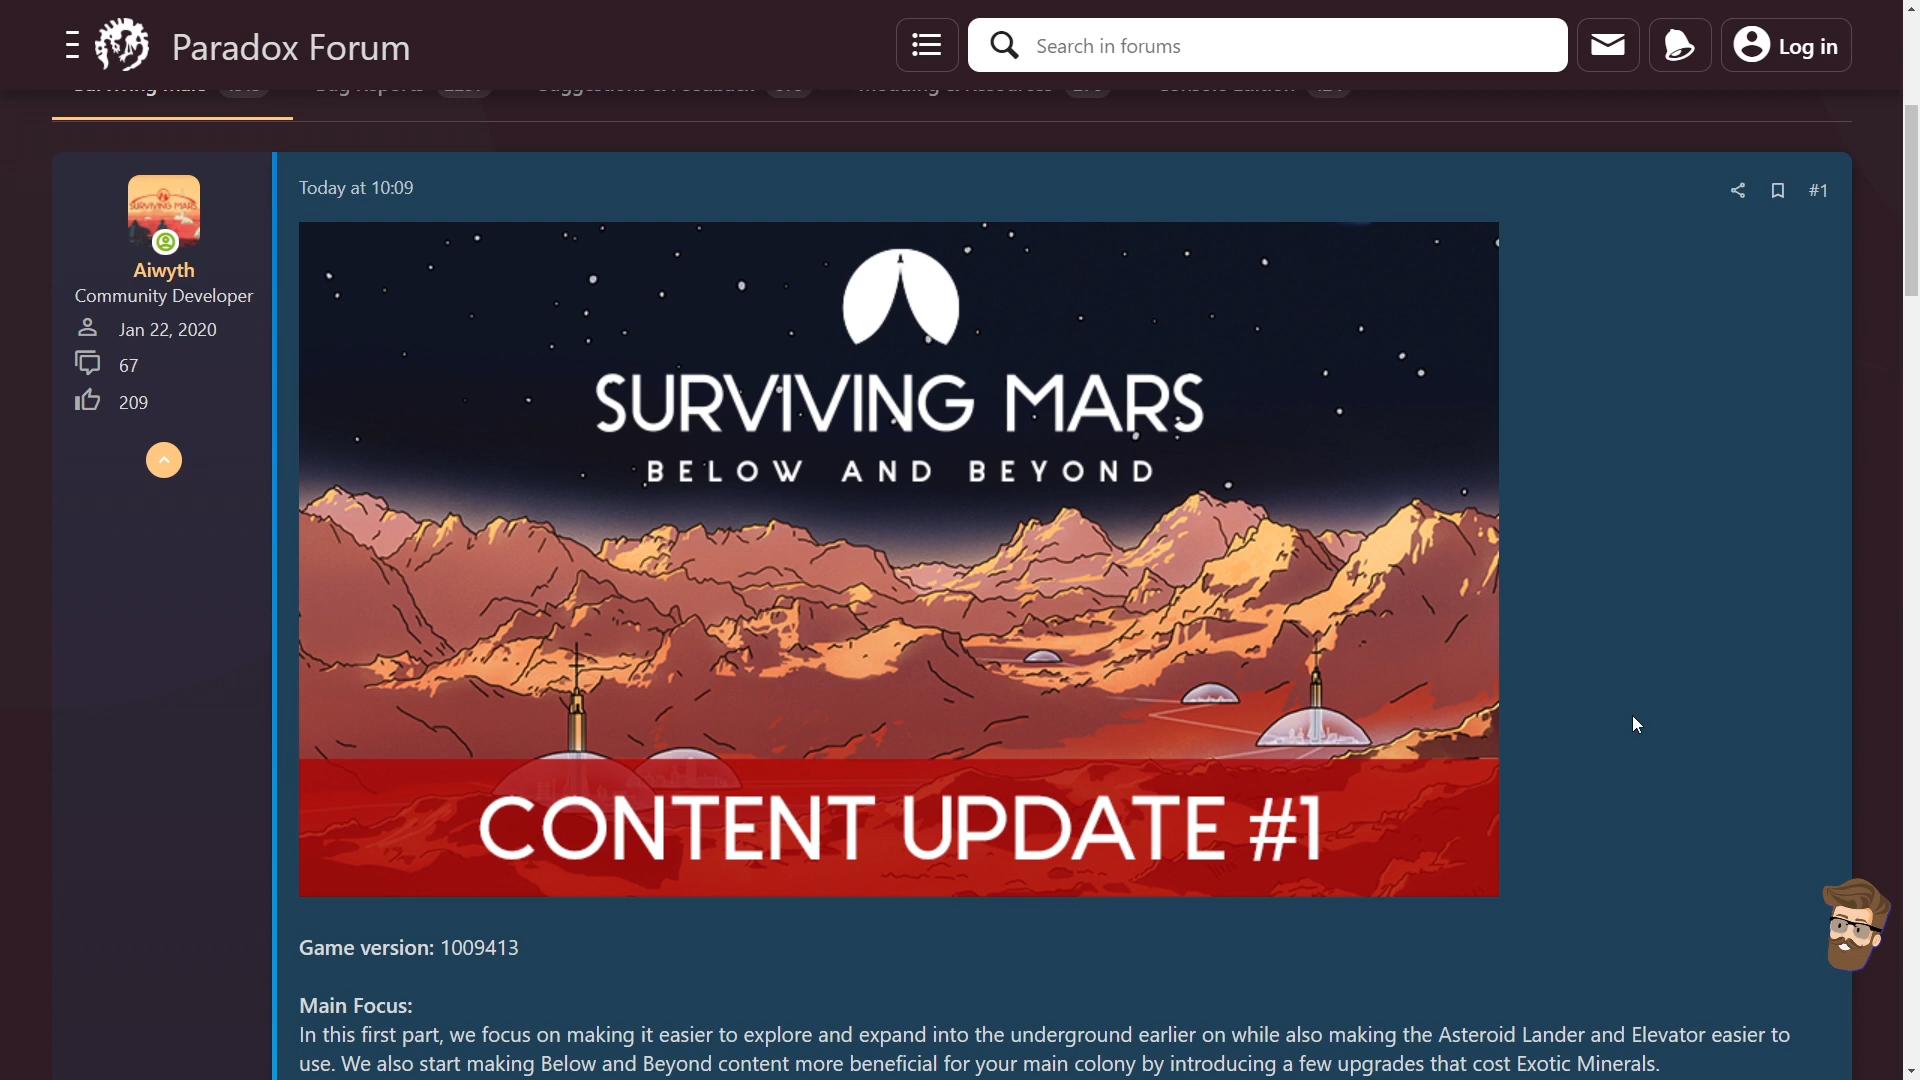 Paradox Forum
Search in forums
Log in
Today at 10:09
#1
SURVIVING MARS
Aiwyth
Community Developer
Jan 22, 2020
67
209
SURVIVING MARS
BELOW AND BEYOND
CONTENT UPDATE #1
Game version: 1009413
Main Focus:
In this first part, we focus on making it easier to explore and expand into the underground earlier on while also making the Asteroid Lander and Elevator easier to
use. We also start making Below and Beyond content more beneficial for your main colony by introducing a few upgrades that cost Exotic Minerals.